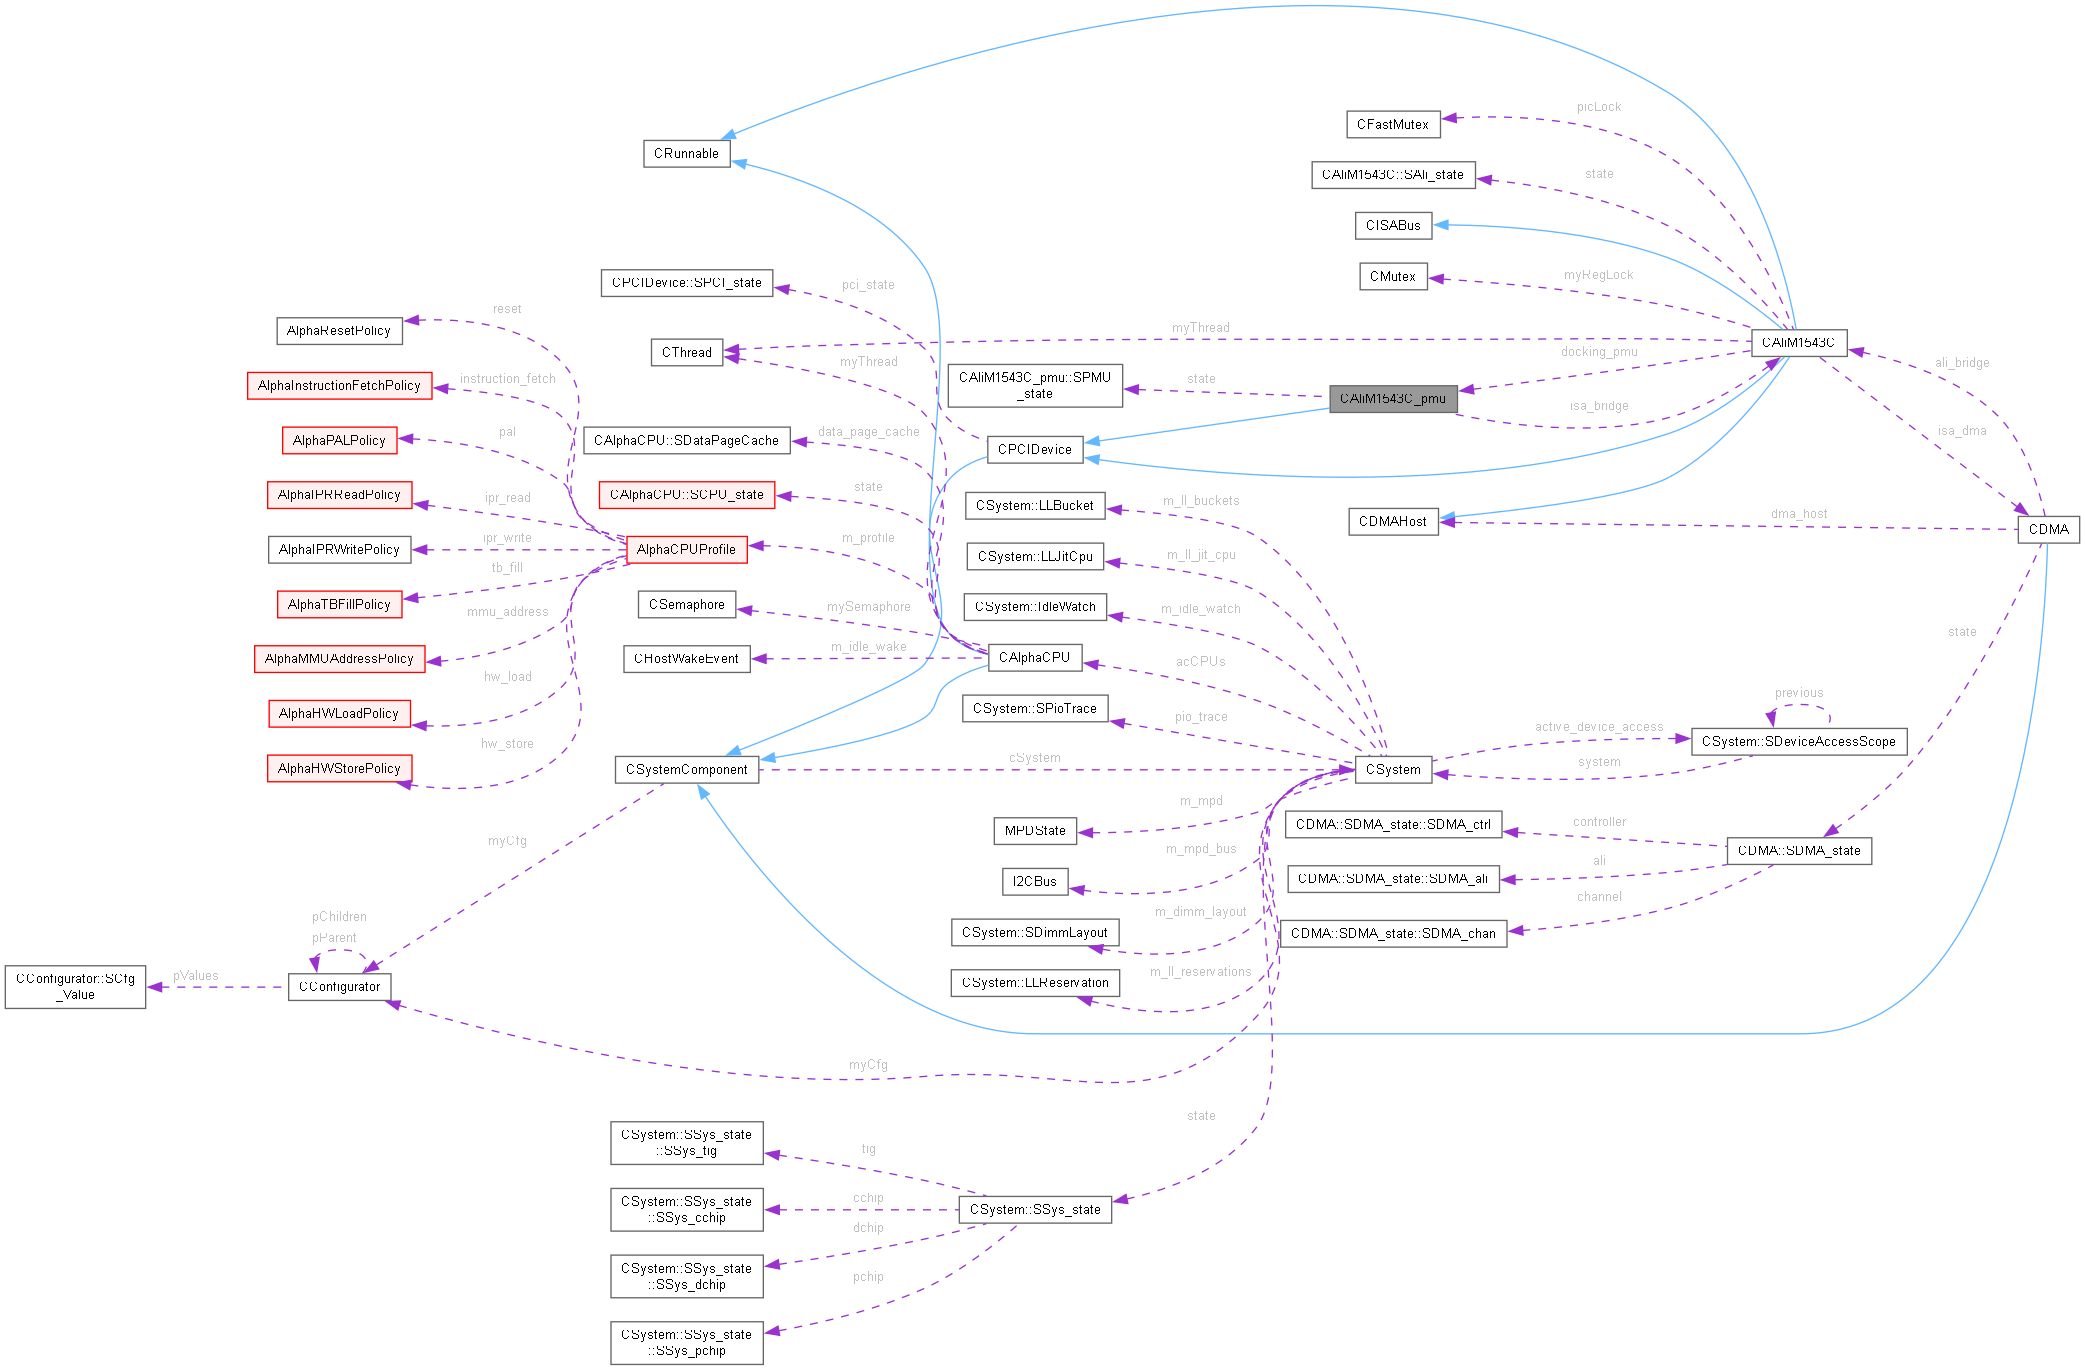 picLock
CFastMutex
CRunnable
CAliM1543C::SAli_state
state
CISABus
CMutex
myRegLock
CPCIDevice::SPCI_state
pci_state
reset
AlphaResetPolicy
myThread
CAliM1543C
CThread
myThread
docking_pmu
ali_bridge
AlphaInstructionFetchPolicy
instruction_fetch
CAliM1543C_pmu::SPMU
_state
state
CAliM1543C_pmu
isa_bridge
AlphaPALPolicy
pal
CAlphaCPU::SDataPageCache
data_page_cache
CPCIDevice
isa_dma
AlphaIPRReadPolicy
ipr_read
CAlphaCPU::SCPU_state
state
CSystem::LLBucket
m_ll_buckets
CDMAHost
dma_host
CDMA
AlphaIPRWritePolicy
ipr_write
AlphaCPUProfile
m_profile
CSystem::LLJitCpu
m_ll_jit_cpu
tb_fill
AlphaTBFillPolicy
CSemaphore
mySemaphore
CSystem::IdleWatch
m_idle_watch
mmu_address
state
AlphaMMUAddressPolicy
CHostWakeEvent
m_idle_wake
CAlphaCPU
acCPUs
hw_load
AlphaHWLoadPolicy
CSystem::SPioTrace
pio_trace
previous
active_device_access
CSystem::SDeviceAccessScope
hw_store
AlphaHWStorePolicy
CSystemComponent
cSystem
CSystem
system
m_mpd
MPDState
CDMA::SDMA_state::SDMA_ctrl
controller
CDMA::SDMA_state
myCfg
m_mpd_bus
I2CBus
CDMA::SDMA_state::SDMA_ali
ali
channel
pChildren
pParent
m_dimm_layout
CSystem::SDimmLayout
CDMA::SDMA_state::SDMA_chan
CConfigurator::SCfg
_Value
pValues
CConfigurator
m_ll_reservations
CSystem::LLReservation
myCfg
state
CSystem::SSys_state
::SSys_tig
tig
CSystem::SSys_state
::SSys_cchip
cchip
CSystem::SSys_state
dchip
CSystem::SSys_state
::SSys_dchip
pchip
CSystem::SSys_state
::SSys_pchip